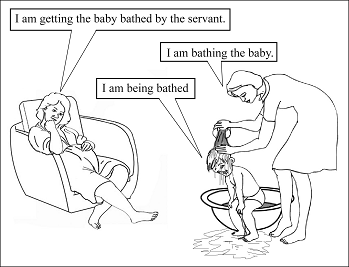 I am getting the baby bathed by the servant.
I am bathing the baby.
I am being bathed